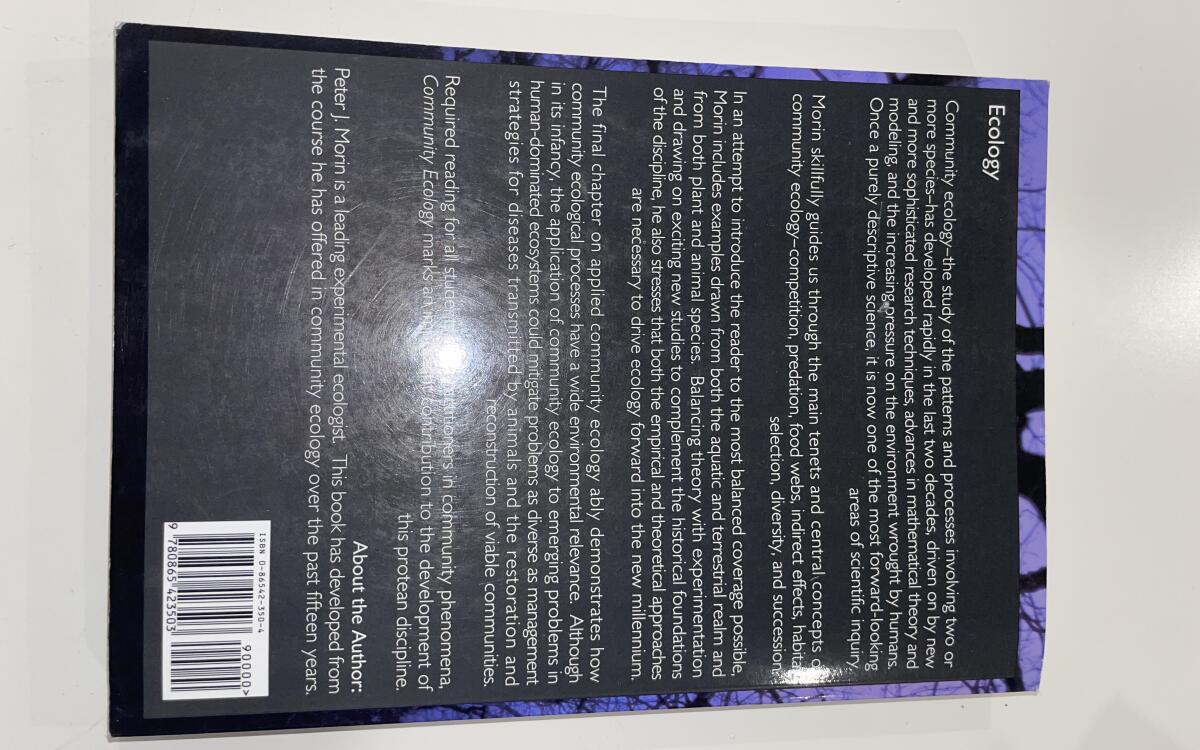 Ecology
Community ecology–the study of the patterns and processes involving two or
more species–has developed rapidly in the last two decades, driven on by new
and more sophisticated research techniques, advances in mathematical theory and
modeling, and the increasing pressure on the environment wrought by humans.
Once a purely descriptive science, it is now one of the most forward-looking
areas of scientific inquiry.
Morin skillfully guides us through the main tenets and central concepts
community ecology–competition, predation, food webs, indirect effects,
selection, diversity, and succession
In an attempt to introduce the reader to the most balanced coverage possible,
Morin includes examples drawn from both the aquatic and terrestrial realm and
from both plant and animal species. Balancing theory with experimentation
and drawing on exciting new studies to complement the historical foundations
of the discipline, he also stresses that both the empirical and theoretical approaches
are necessary to drive ecology forward into the new millennium.
The final chapter on applied community ecology ably demonstrates how
community ecological processes have a wide environmental relevance. Although
in its infancy, the application of community ecology to emerging problems in
human-dominated ecosystems could mitigate problems as diverse as management
strategies for diseases transmitted by animals and the restoration and
reconstruction of viable communities.
Required reading for all in community phenomena,
Community Ecology marks an contribution to the development of
this protean discipline.
About the Author:
Peter J. Morin is a leading experimental ecologist. This book has developed from
the course he has offered in community ecology over the past fifteen years.
ISBN 0-86542-350-4
90000>
9 780865 423503